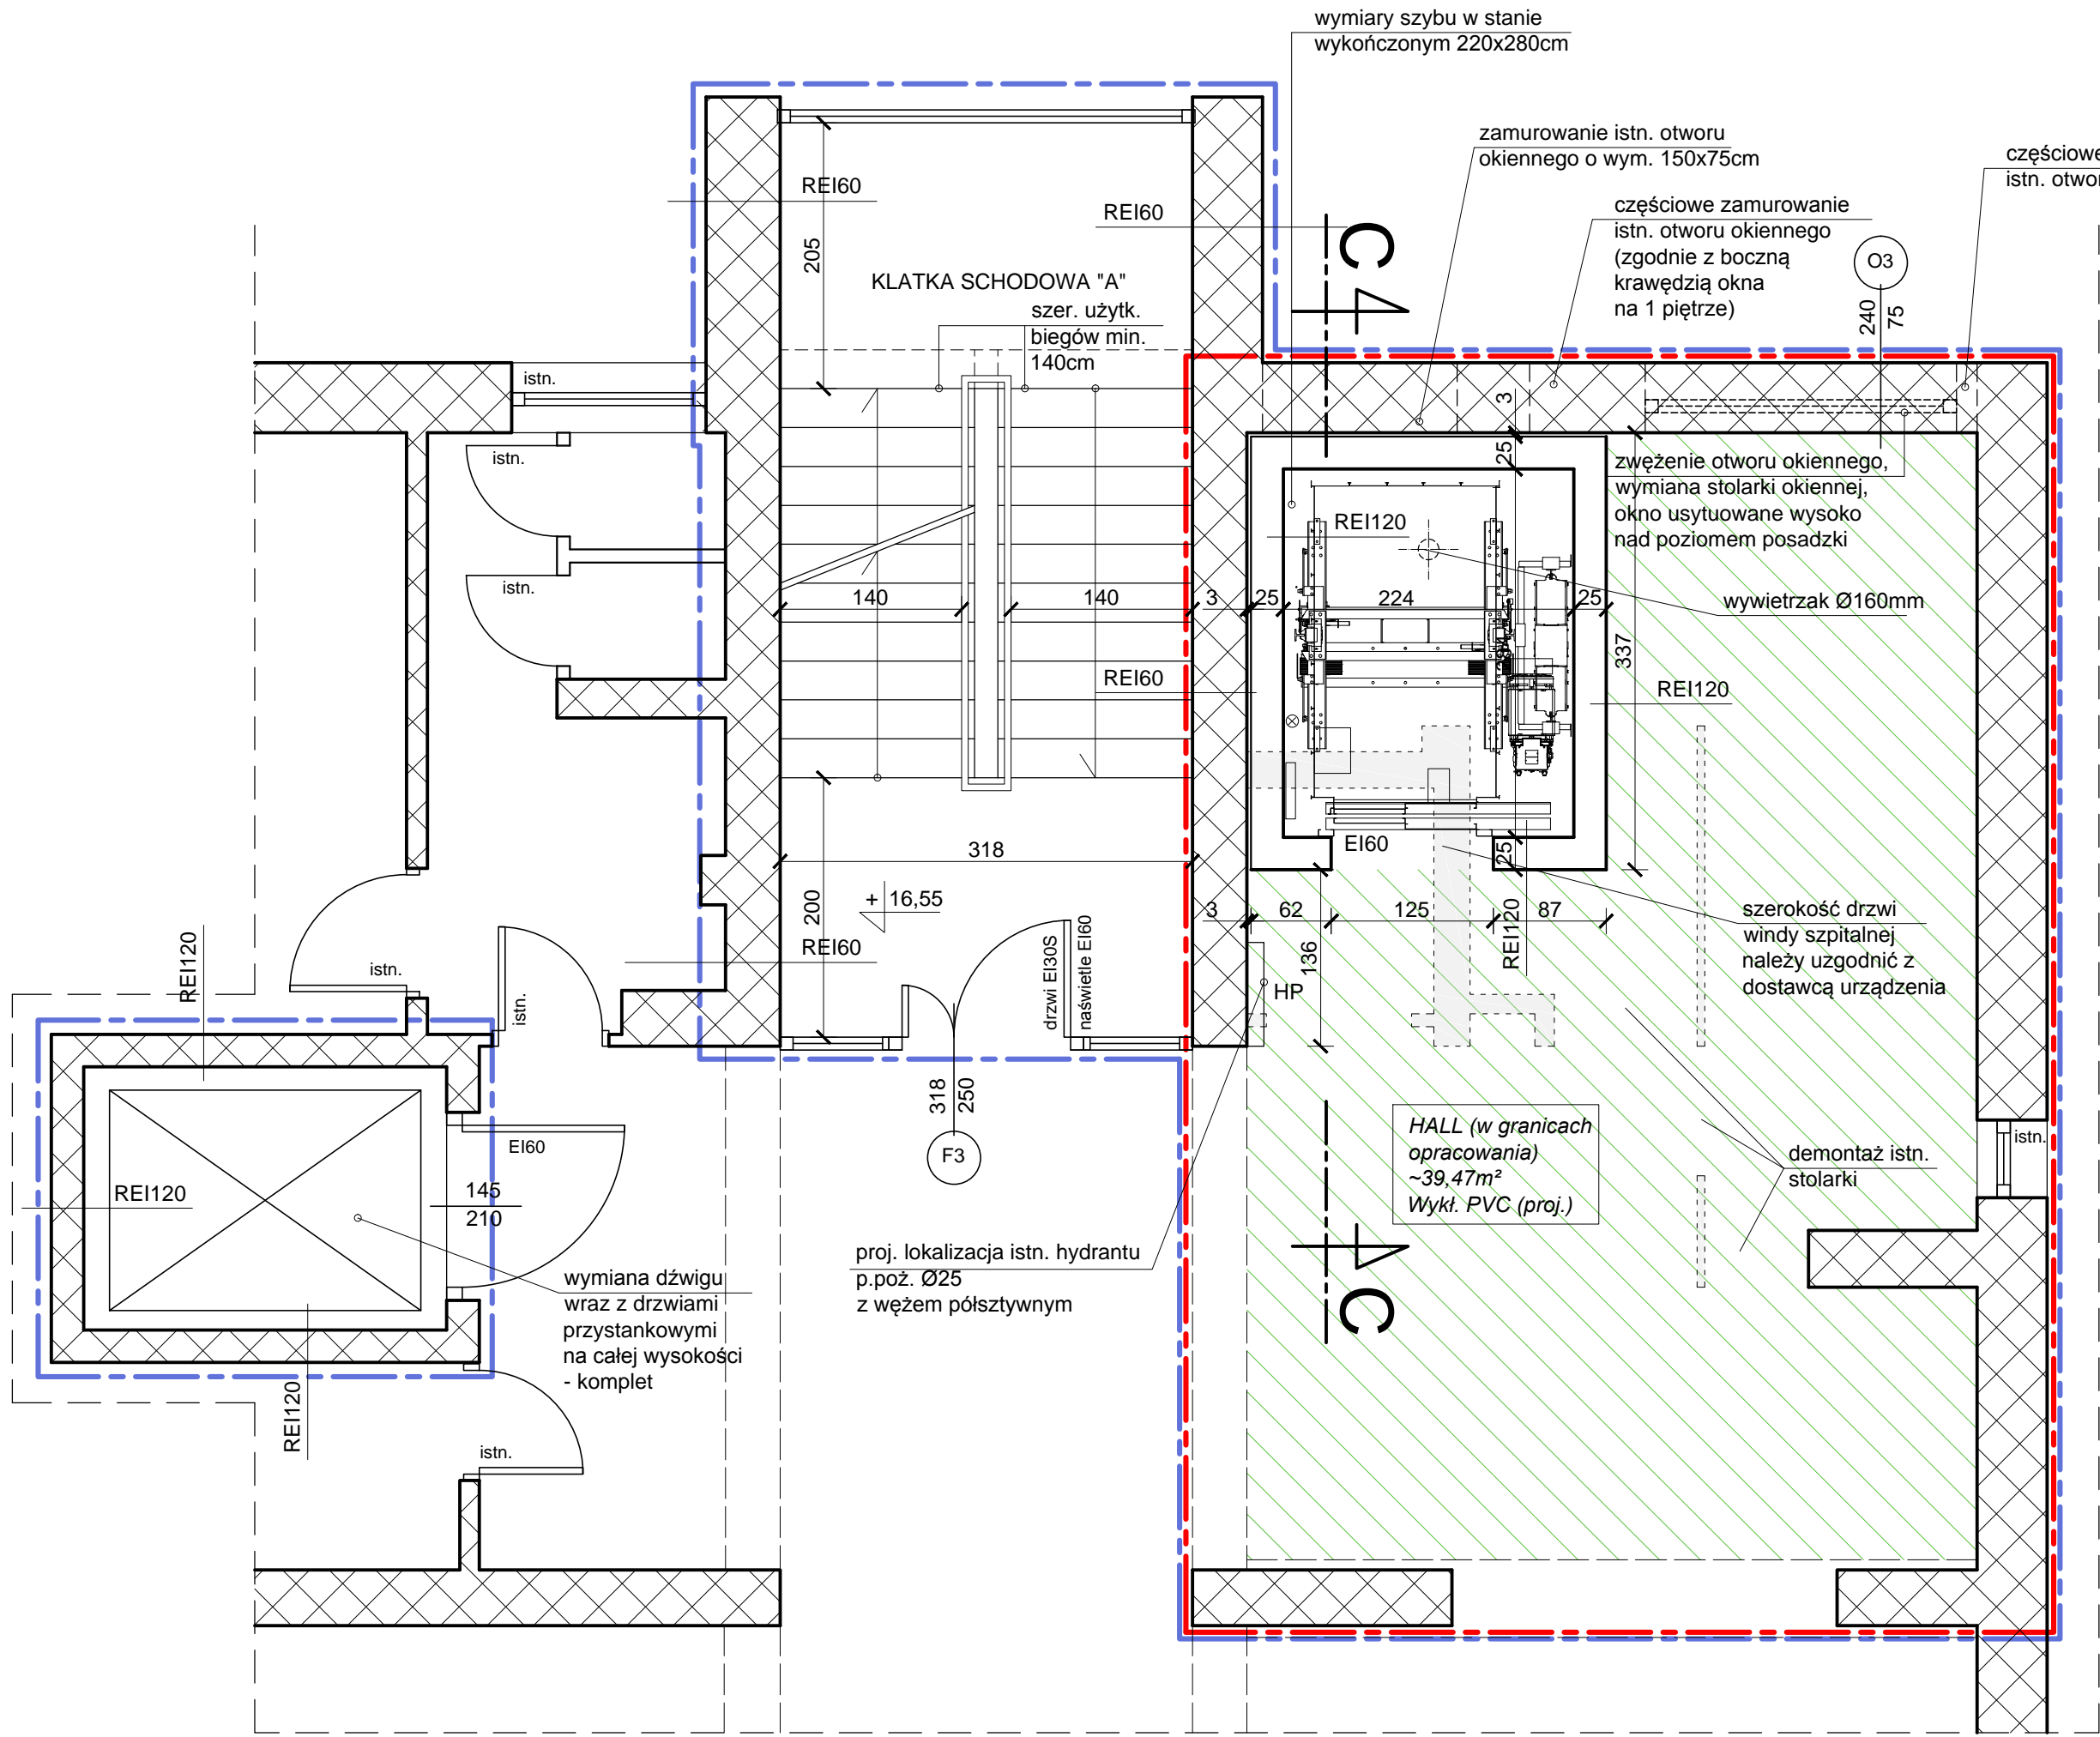 wymiary szybu w stanie
wykończonym 220x280cm
zamurowanie istn. otworu
okiennego o wym. 150x75cm
częściowe
istn. otwor
częściowe zamurowanie
istn. otworu okiennego
(zgodnie z boczną
krawędzią okna
na 1 piętrze)
O3
240
75
REI60
REI60
205
C
4
KLATKA SCHODOWA "A"
szer. użytk.
biegów min.
140cm
istn.
istn.
istn.
3
25
zwężenie otworu okiennego,
wymiana stolarki okiennej,
okno usytuowane wysoko
nad poziomem posadzki
REI120
140
140
3
25
224
25
wywietrzak Ø160mm
337
REI60
REI120
318
EI60
25
200
+ 16,55
REI60
drzwi EI30S
naświetle EI60
3
62
125
87
136
REI120
HP
szerokość drzwi
windy szpitalnej
należy uzgodnić z
dostawcą urządzenia
REI120
istn.
istn.
318
250
F3
EI60
145
210
REI120
HALL (w granicach
opracowania)
~39,47m²
Wykł. PVC (proj.)
demontaż istn.
stolarki
istn.
proj. lokalizacja istn. hydrantu
p.poż. Ø25
z wężem półsztywnym
4
C
wymiana dźwigu
wraz z drzwiami
przystankowymi
na całej wysokości
- komplet
REI120
istn.